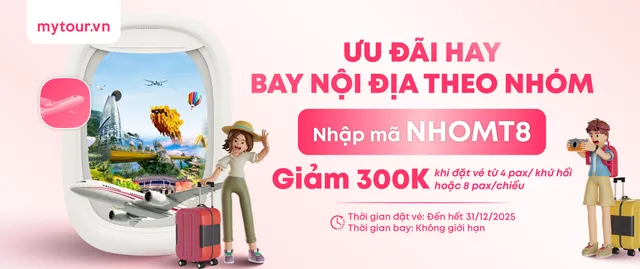 mytour.vn
ƯU ĐÃI HAY
BAY NỘI ĐỊA THEO NHÓM
Nhập mã NHOMT8
Giảm 300K khi đặt vé từ 4 pax/ khứ hồi
hoặc 8 pax/chiều
Thời gian đặt vé: Đến hết 31/12/2025
Thời gian bay: Không giới hạn